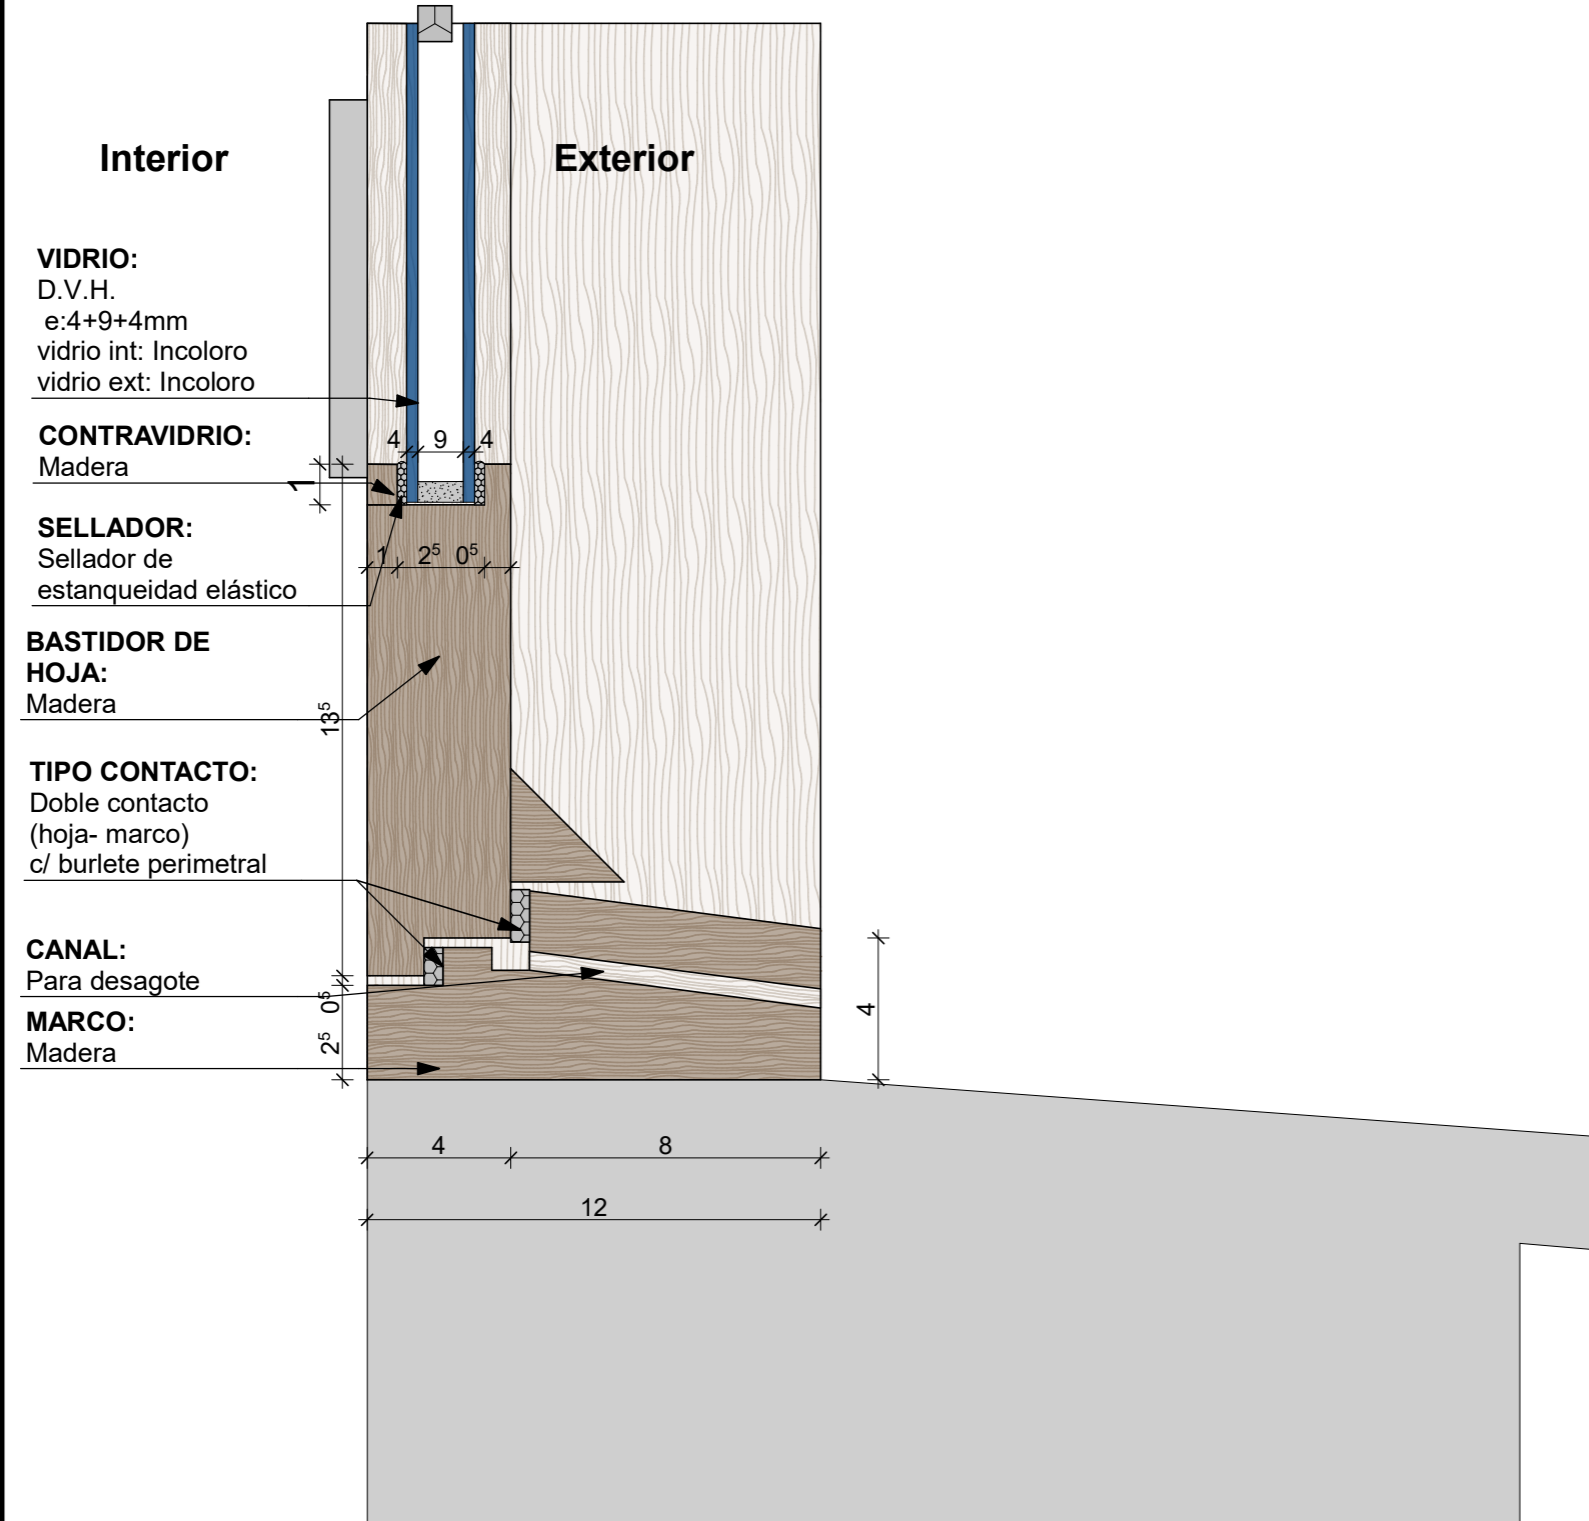 Interior
Exterior
VIDRIO:
D.V.H.
e:4+9+4mm
vidrio int: Incoloro
vidrio ext: Incoloro
CONTRAVIDRIO:
Madera
SELLADOR:
Sellador de
estanqueidad elástico
BASTIDOR DE
HOJA:
Madera
TIPO CONTACTO:
Doble contacto
(hoja- marco)
c/ burlete perimetral
CANAL:
Para desagote
MARCO:
Madera
4 9 4
1
1 2⁵ 0⁵
13⁵
0⁵
2⁵
4
4 8
12